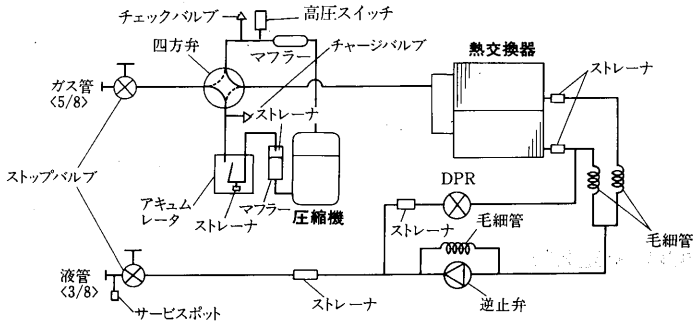 チェックバルブ
高圧スイッチ
四方弁
マフラー
チャージバルブ
熱交換器
ストレーナ
ガス管
<5/8>
ストレーナ
ストップバルブ
アキュム
レータ
ストレーナ
マフラー
圧縮機
DPR
ストレーナ
毛細管
毛細管
液管
<3/8>
サービスポット
ストレーナ
逆止弁